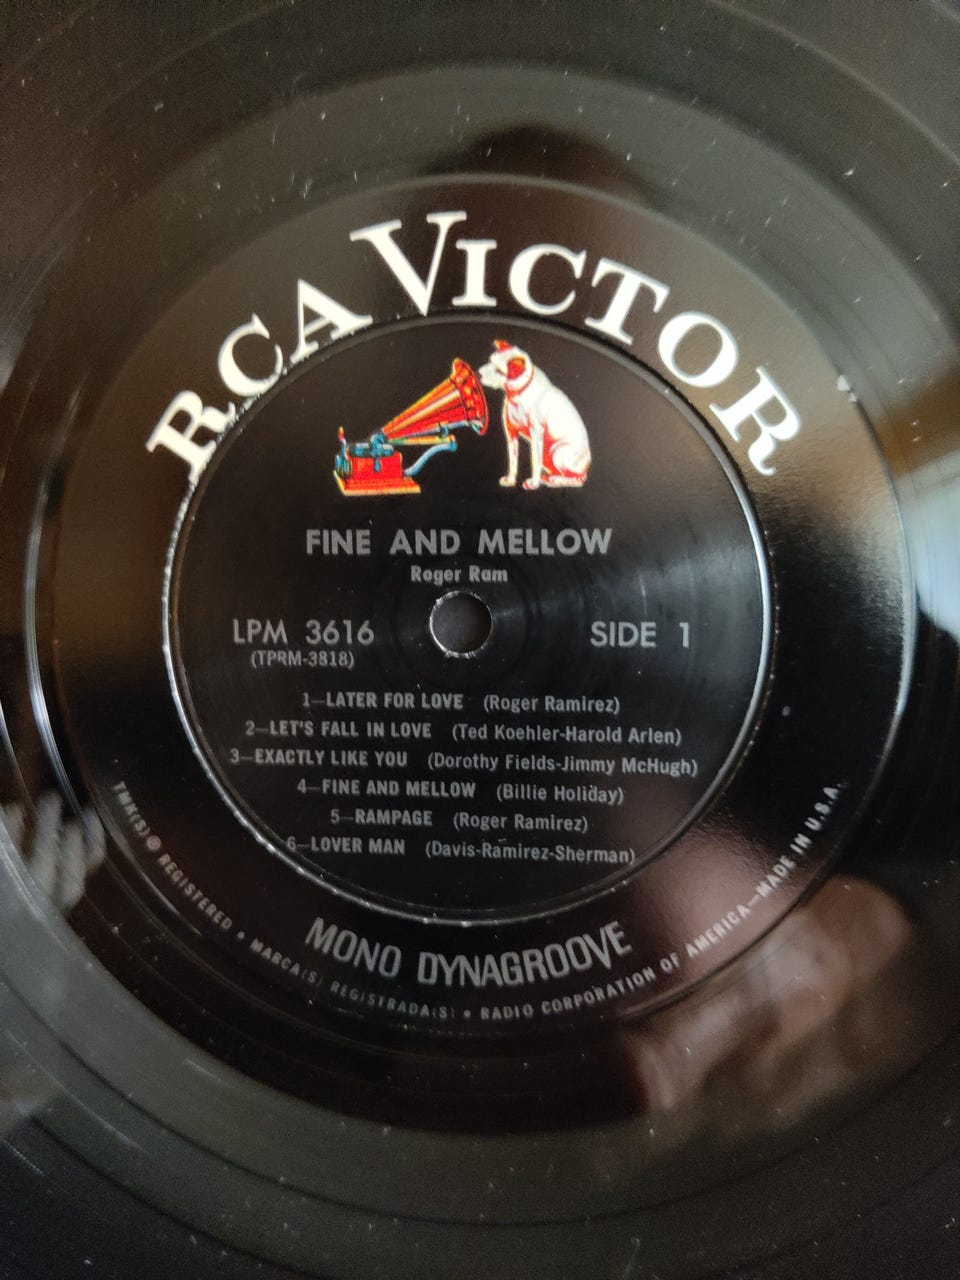 RCA VICTOR
FINE AND MELLOW
Roger Ram
LPM 3616
(TPRM-3818)
SIDE 1
1—LATER FOR LOVE (Roger Ramirez)
2—LET'S FALL IN LOVE (Ted Koehler-Harold Arlen)
3—EXACTLY LIKE YOU (Dorothy Fields-Jimmy McHugh)
4—FINE AND MELLOW (Billie Holiday)
5—RAMPAGE (Roger Ramirez)
6—LOVER MAN (Davis-Ramirez-Sherman)
MONO DYNAGROOVE
TMK(S) ® REGISTERED • MARCA(S) REGISTRADA(S) • RADIO CORPORATION OF AMERICA—MADE IN U.S.A.